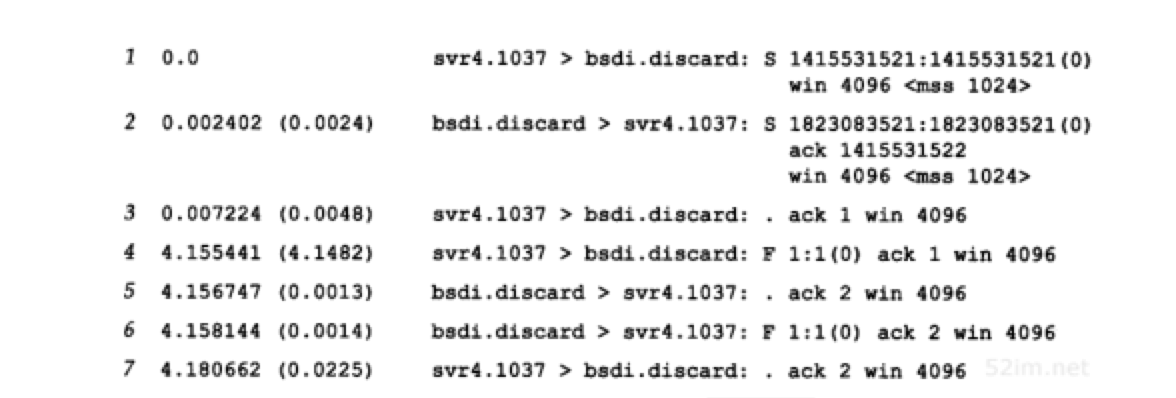 1 0.0 svr4.1037 > bsdi.discard: S 1415531521:1415531521(0)
win 4096 <mss 1024>
2 0.002402 (0.0024) bsdi.discard > svr4.1037: S 1823083521:1823083521(0)
ack 1415531522
win 4096 <mss 1024>
3 0.007224 (0.0048) svr4.1037 > bsdi.discard: . ack 1 win 4096
4 4.155441 (4.1482) svr4.1037 > bsdi.discard: F 1:1(0) ack 1 win 4096
5 4.156747 (0.0013) bsdi.discard > svr4.1037: . ack 2 win 4096
6 4.158144 (0.0014) bsdi.discard > svr4.1037: F 1:1(0) ack 2 win 4096
7 4.180662 (0.0225) svr4.1037 > bsdi.discard: . ack 2 win 4096
52im.net